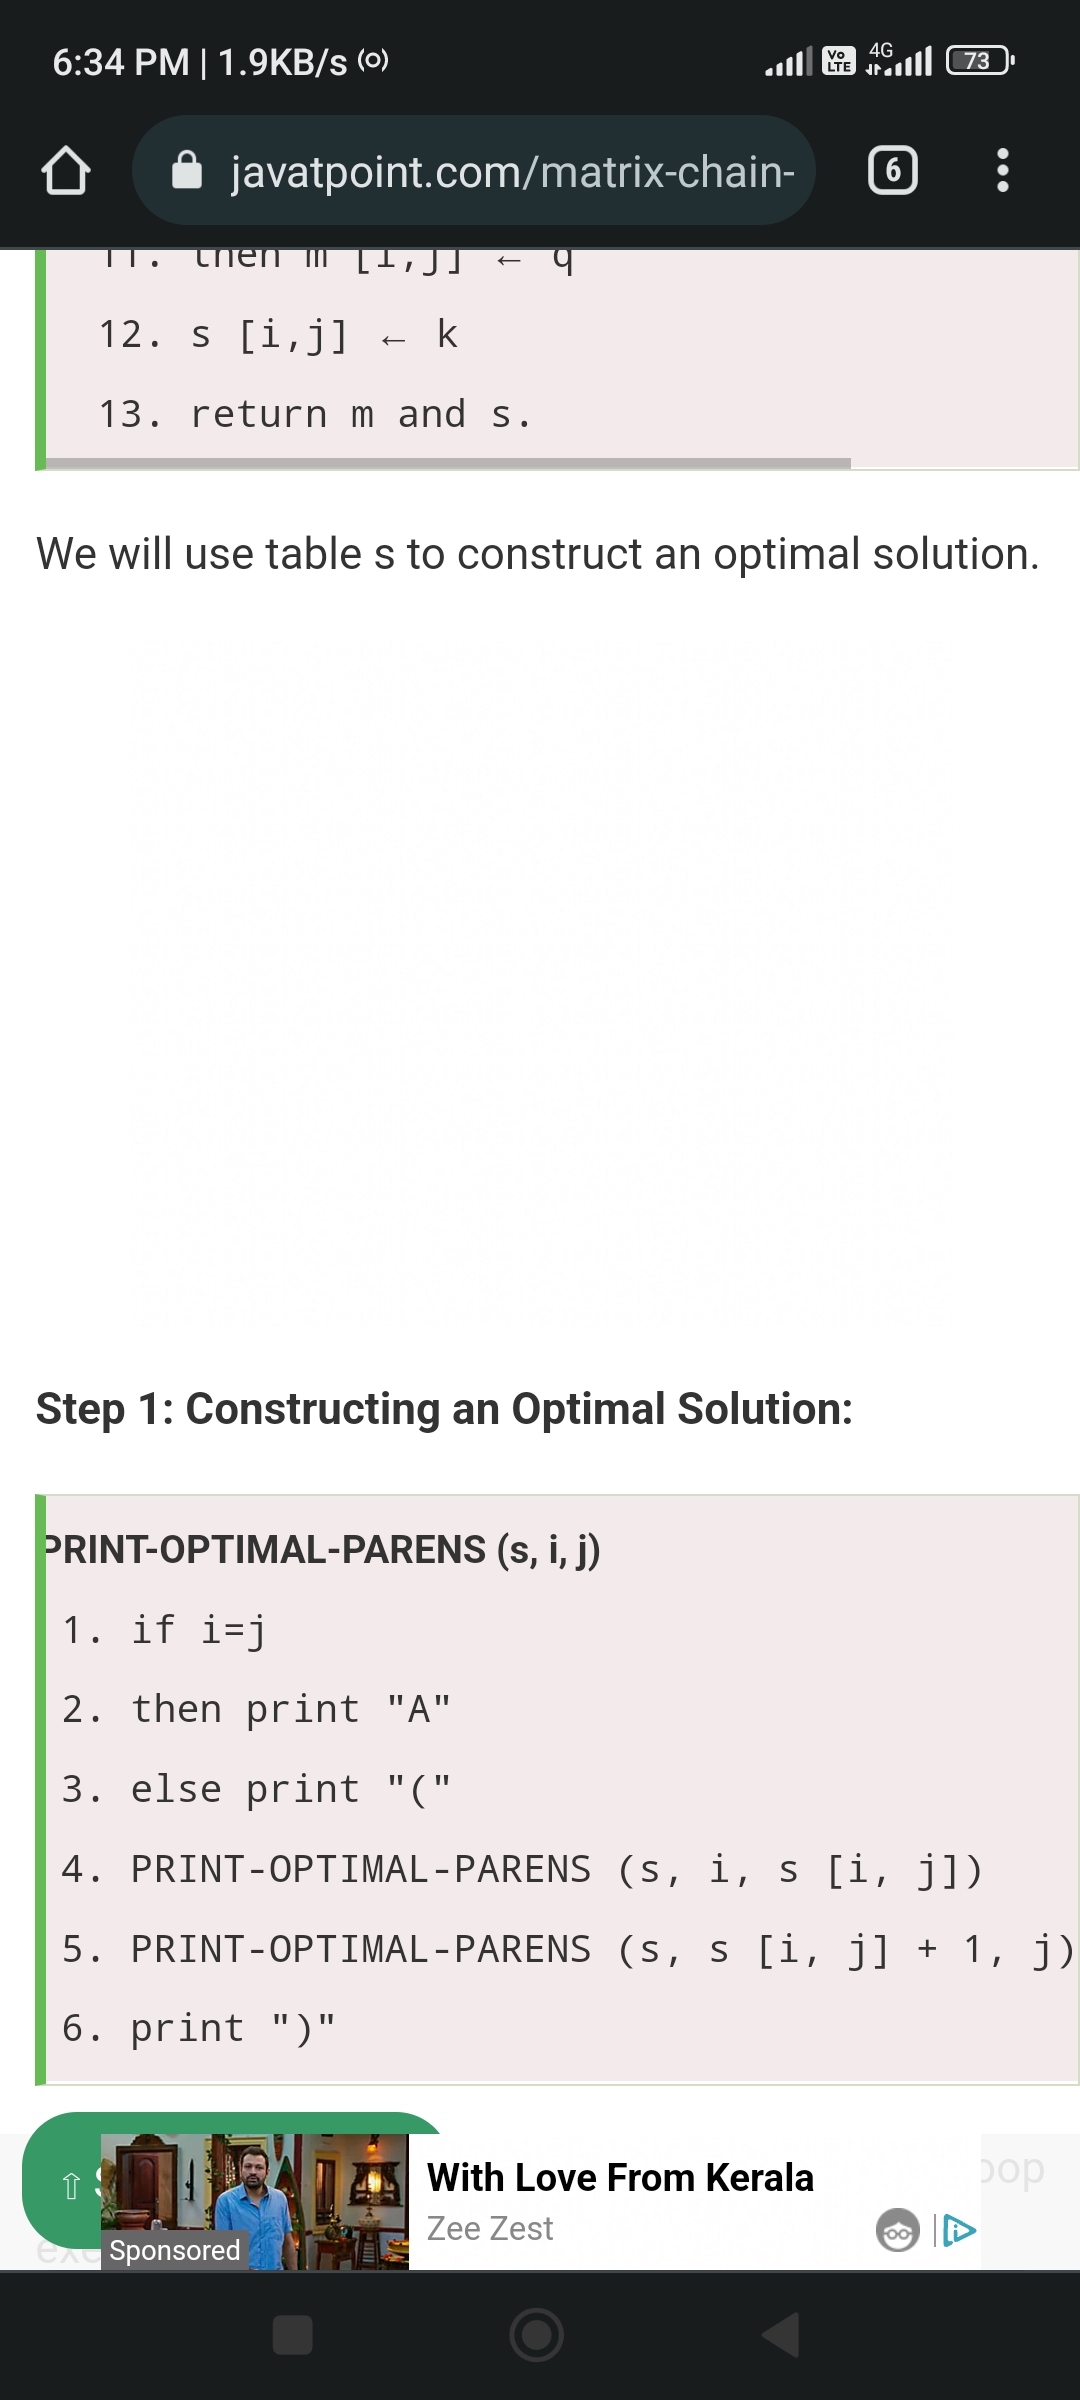 6:34 PM | 1.9KB/s
Vo LTE 4G 73
javatpoint.com/matrix-chain-
6
11. then m [i,j] ← q
12. s [i,j] ← k
13. return m and s.
We will use table s to construct an optimal solution.
Step 1: Constructing an Optimal Solution:
PRINT-OPTIMAL-PARENS (s, i, j)
1. if i=j
2. then print "A"
3. else print "("
4. PRINT-OPTIMAL-PARENS (s, i, s [i, j])
5. PRINT-OPTIMAL-PARENS (s, s [i, j] + 1, j)
6. print ")"
With Love From Kerala
Zee Zest
Sponsored